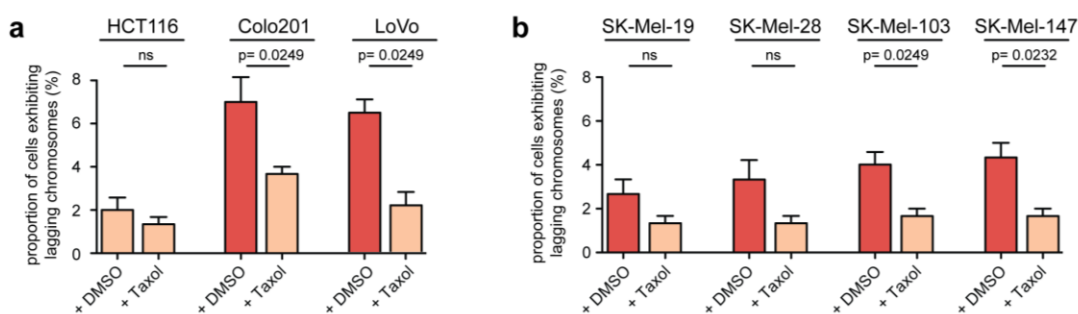 a
HCT116 Colo201 LoVo
ns p= 0.0249 p= 0.0249
proportion of cells exhibiting
lagging chromosomes (%)
8
6
4
2
0
+ DMSO + Taxol + DMSO + Taxol + DMSO + Taxol
b
SK-Mel-19 SK-Mel-28 SK-Mel-103 SK-Mel-147
ns ns p= 0.0249 p= 0.0232
proportion of cells exhibiting
lagging chromosomes (%)
8
6
4
2
0
+ DMSO + Taxol + DMSO + Taxol + DMSO + Taxol + DMSO + Taxol